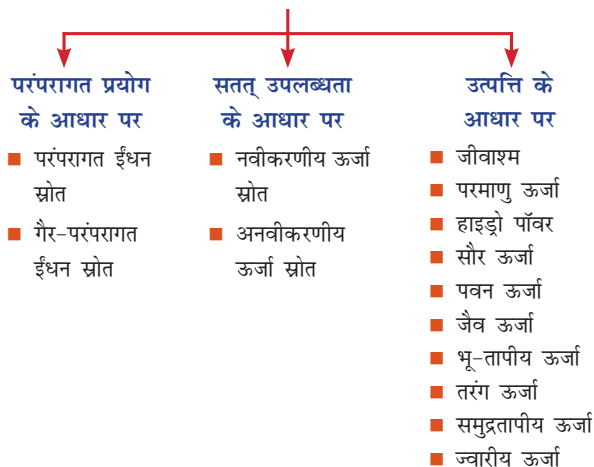 परंपरागत प्रयोग
के आधार पर
परंपरागत ईंधन
स्रोत
गैर-परंपरागत
ईंधन स्रोत
सतत् उपलब्धता
के आधार पर
नवीकरणीय ऊर्जा
स्रोत
अनवीकरणीय
ऊर्जा स्रोत
उत्पत्ति के
आधार पर
जीवाश्म
परमाणु ऊर्जा
हाइड्रो पॉवर
सौर ऊर्जा
पवन ऊर्जा
जैव ऊर्जा
भू-तापीय ऊर्जा
तरंग ऊर्जा
समुद्रतापीय ऊर्जा
ज्वारीय ऊर्जा